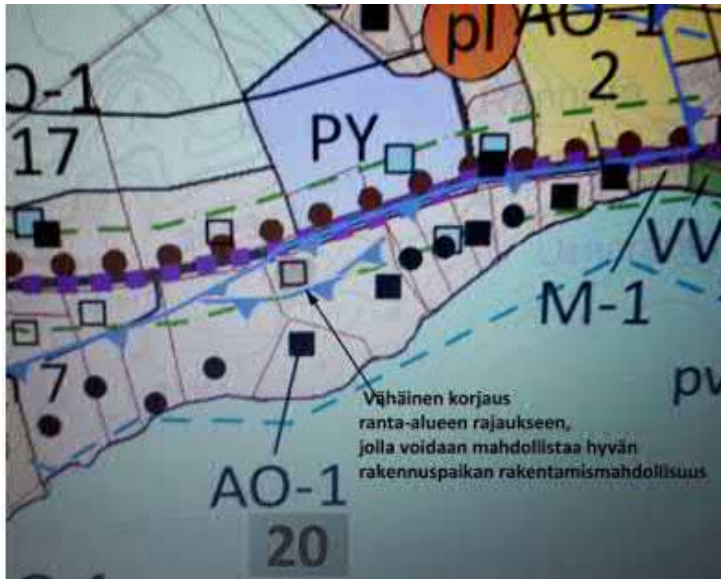 pl
AO-1
2
O-1
17
PY
VV
M-1
pv
7
Vähäinen korjaus
ranta-alueen rajaukseen,
jolla voidaan mahdollistaa hyvän
rakennuspaikan rakentamismahdollisuus
AO-1
20